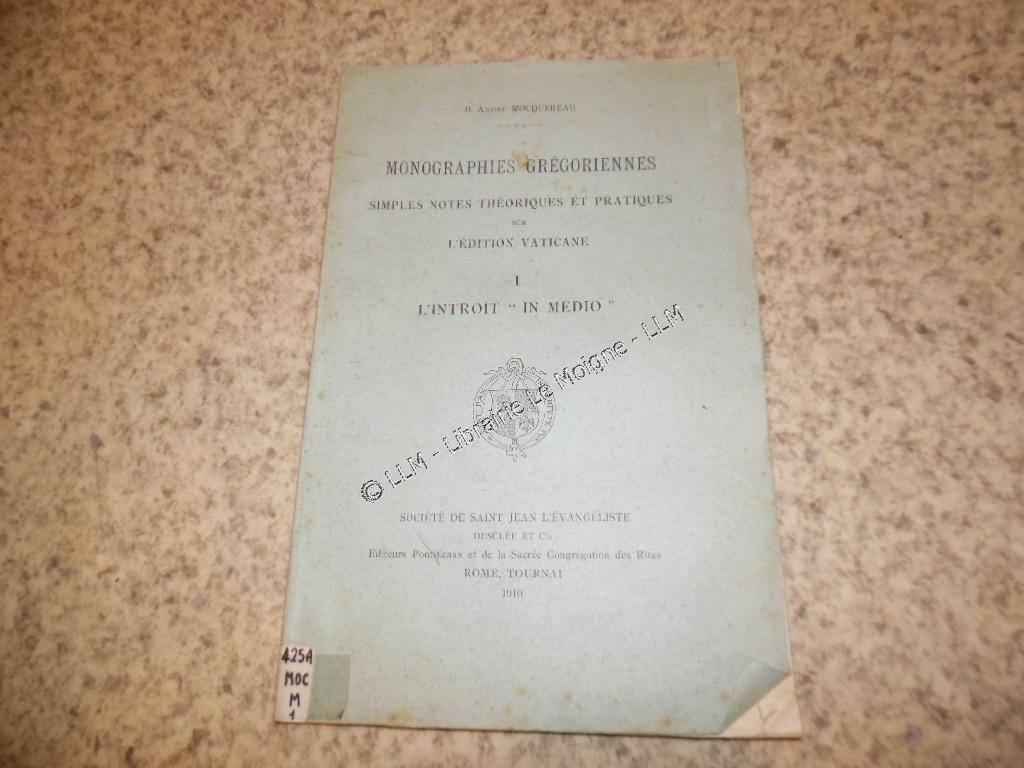 D. André MOCQUEREAU
MONOGRAPHIES GRÉGORIENNES
SIMPLES NOTES THÉORIQUES ET PRATIQUES
SUR
L'ÉDITION VATICANE
I
L'INTROIT " IN MEDIO "
© LLM - Librairie Le Moigne - LLM
SOCIÉTÉ DE SAINT JEAN L'ÉVANGÉLISTE
DESCLÉE ET Cie
Editeurs Pontificaux et de la Sacrée Congrégation des Rites
ROME, TOURNAI
1910
425A
MOC
M
1